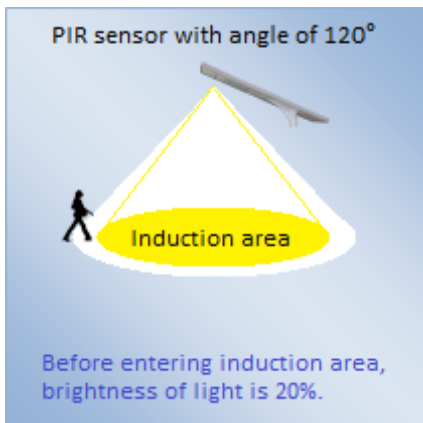 PIR sensor with angle of 120°
Induction area
Before entering induction area,
brightness of light is 20%.